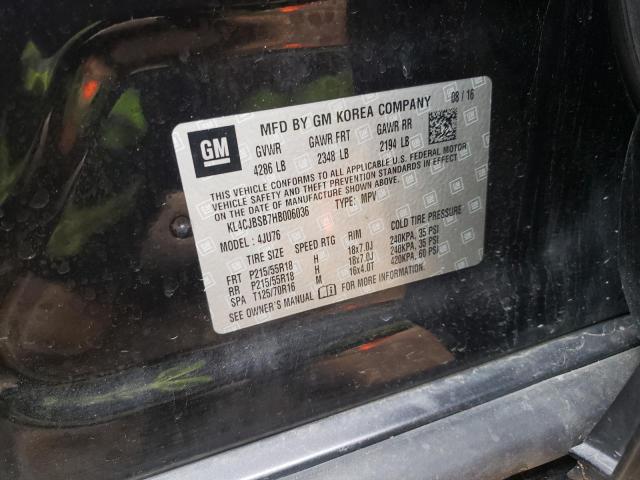 GM
MFD BY GM KOREA COMPANY 08 / 16
GVWR GAWR FRT GAWR RR
4286 LB 2348 LB 2194 LB
THIS VEHICLE CONFORMS TO ALL APPLICABLE U.S. FEDERAL MOTOR
VEHICLE SAFETY AND THEFT PREVENTION STANDARDS IN EFFECT
ON THE DATE OF MANUFACTURE SHOWN ABOVE.
KL4CJBSB7HB006036 TYPE: MPV
MODEL : 4JU76
TIRE SIZE SPEED RTG RIM COLD TIRE PRESSURE
FRT P215/55R18 H 18x7.0J 240KPA, 35 PSI
RR P215/55R18 H 18x7.0J 240KPA, 35 PSI
SPA T125/70R16 M 16x4.0T 420KPA, 60 PSI
SEE OWNER'S MANUAL FOR MORE INFORMATION.